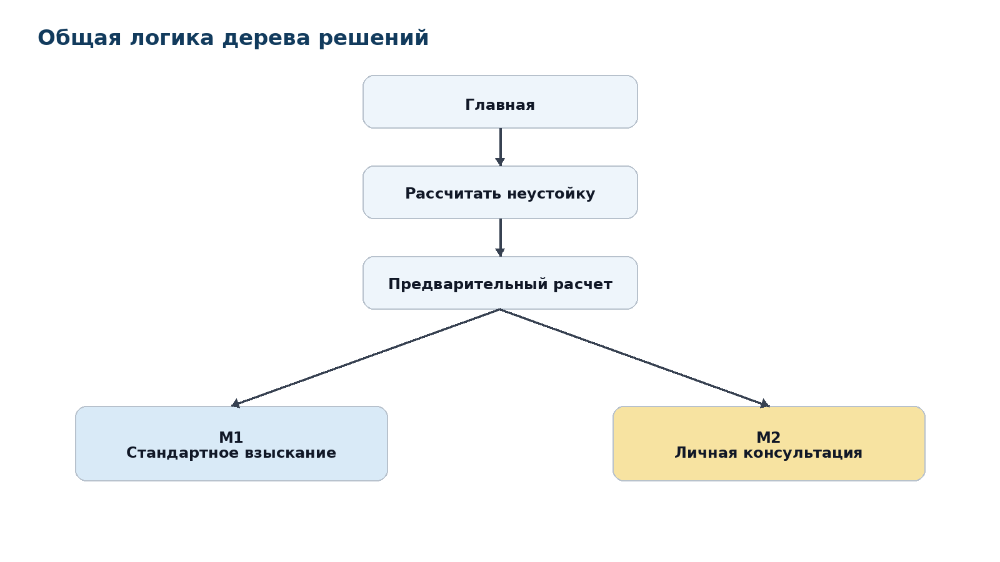 Общая логика дерева решений
Главная
Рассчитать неустойку
Предварительный расчет
M1
Стандартное взыскание
M2
Личная консультация